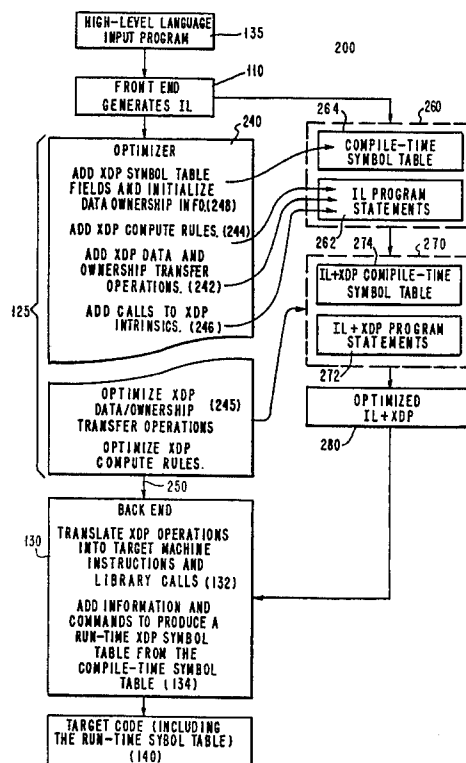 HIGH-LEVEL LANGUAGE
INPUT PROGRAM
135
200
110
FRONT END
GENERATES IL
240
OPTIMIZER
ADD XDP SYMBOL TABLE
FIELDS AND INITIALIZE
DATA OWNERSHIP INFO.(248)
ADD XDP COMPUTE RULES.(244)
ADD XDP DATA AND
OWNERSHIP TRANSFER
OPERATIONS. (242)
ADD CALLS TO XDP
INTRINSICS. (246)
125
OPTIMIZE XDP (245)
DATA/OWNERSHIP
TRANSFER OPERATIONS
OPTIMIZE XDP
COMPUTE RULES.
264
260
COMPILE-TIME
SYMBOL TABLE
IL PROGRAM
STATEMENTS
262
274
270
IL+XDP COMIPILE-TIME
SYMBOL TABLE
IL+XDP PROGRAM
STATEMENTS
272
OPTIMIZED
IL+XDP
280
250
130
BACK END
TRANSLATE XDP OPERATIONS
INTO TARGET MACHINE
INSTRUCTIONS AND
LIBRARY CALLS (132)
ADD INFORMATION AND
COMMANDS TO PRODUCE A
RUN-TIME XDP SYMBOL
TABLE FROM THE
COMPILE-TIME SYMBOL
TABLE (134)
TARGET CODE (INCLUDING
THE RUN-TIME SYBOL TABLE)
(140)